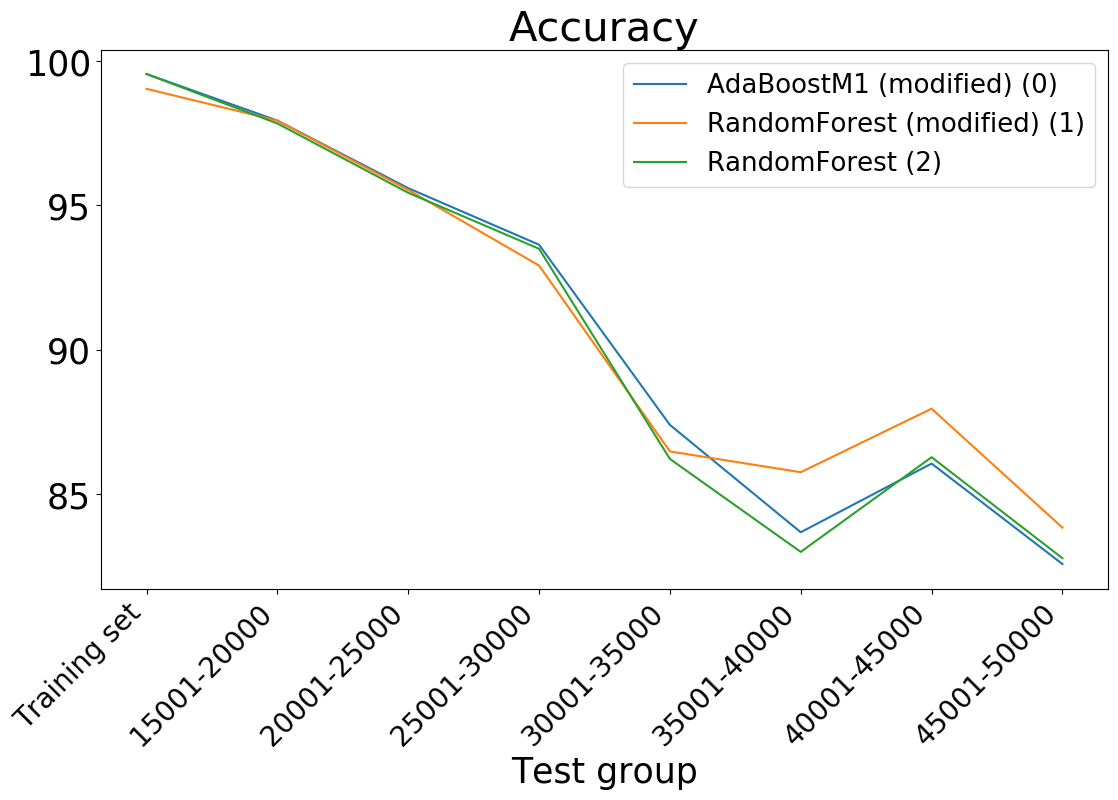 Accuracy
100
95
90
85
AdaBoostM1 (modified) (0)
RandomForest (modified) (1)
RandomForest (2)
Training set
15001-20000
20001-25000
25001-30000
30001-35000
35001-40000
40001-45000
45001-50000
Test group